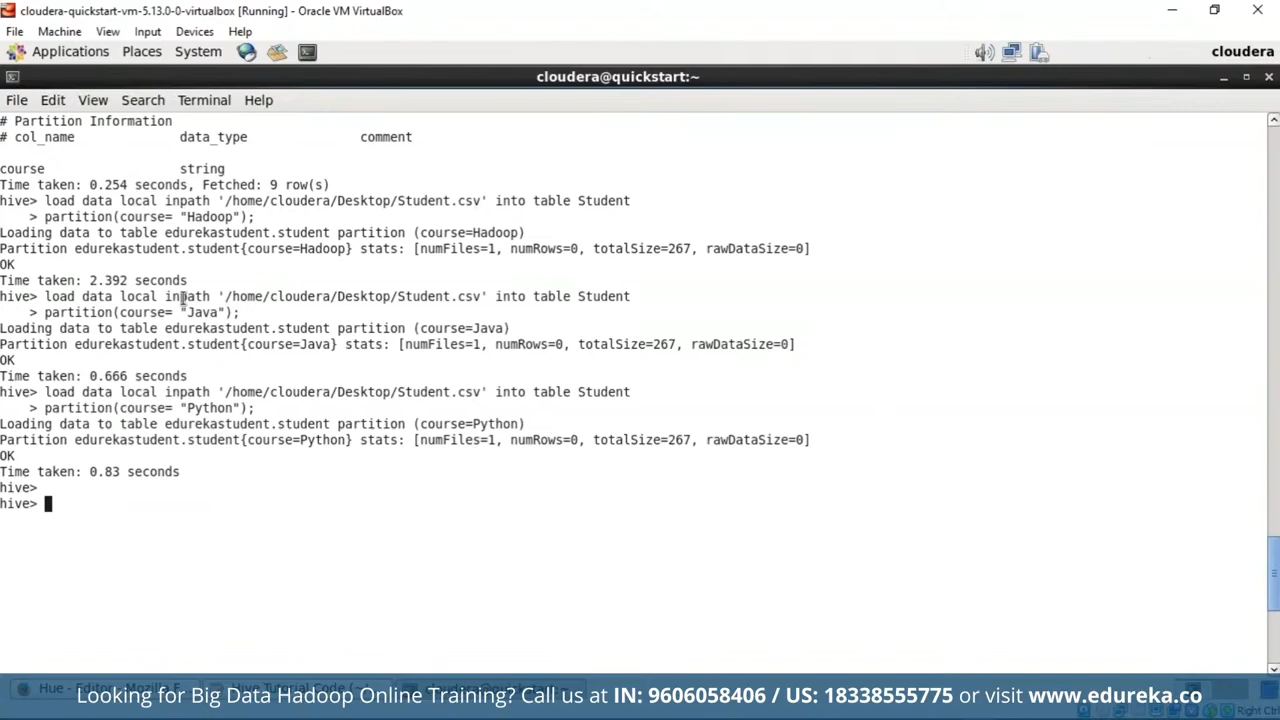 cloudera-quickstart-vm-5.13.0-0-virtualbox [Running] - Oracle VM VirtualBox
File Machine View Input Devices Help
Applications Places System cloudera
cloudera@quickstart:~
File Edit View Search Terminal Help
# Partition Information
# col_name data_type comment
course string
Time taken: 0.254 seconds, Fetched: 9 row(s)
hive> load data local inpath '/home/cloudera/Desktop/Student.csv' into table Student
> partition(course= "Hadoop");
Loading data to table edurekastudent.student partition (course=Hadoop)
Partition edurekastudent.student{course=Hadoop} stats: [numFiles=1, numRows=0, totalSize=267, rawDataSize=0]
OK
Time taken: 2.392 seconds
hive> load data local inpath '/home/cloudera/Desktop/Student.csv' into table Student
> partition(course= "Java");
Loading data to table edurekastudent.student partition (course=Java)
Partition edurekastudent.student{course=Java} stats: [numFiles=1, numRows=0, totalSize=267, rawDataSize=0]
OK
Time taken: 0.666 seconds
hive> load data local inpath '/home/cloudera/Desktop/Student.csv' into table Student
> partition(course= "Python");
Loading data to table edurekastudent.student partition (course=Python)
Partition edurekastudent.student{course=Python} stats: [numFiles=1, numRows=0, totalSize=267, rawDataSize=0]
OK
Time taken: 0.83 seconds
hive>
hive>
Looking for Big Data Hadoop Online Training? Call us at IN: 9606058406 / US: 18338555775 or visit www.edureka.co
Right Ctrl